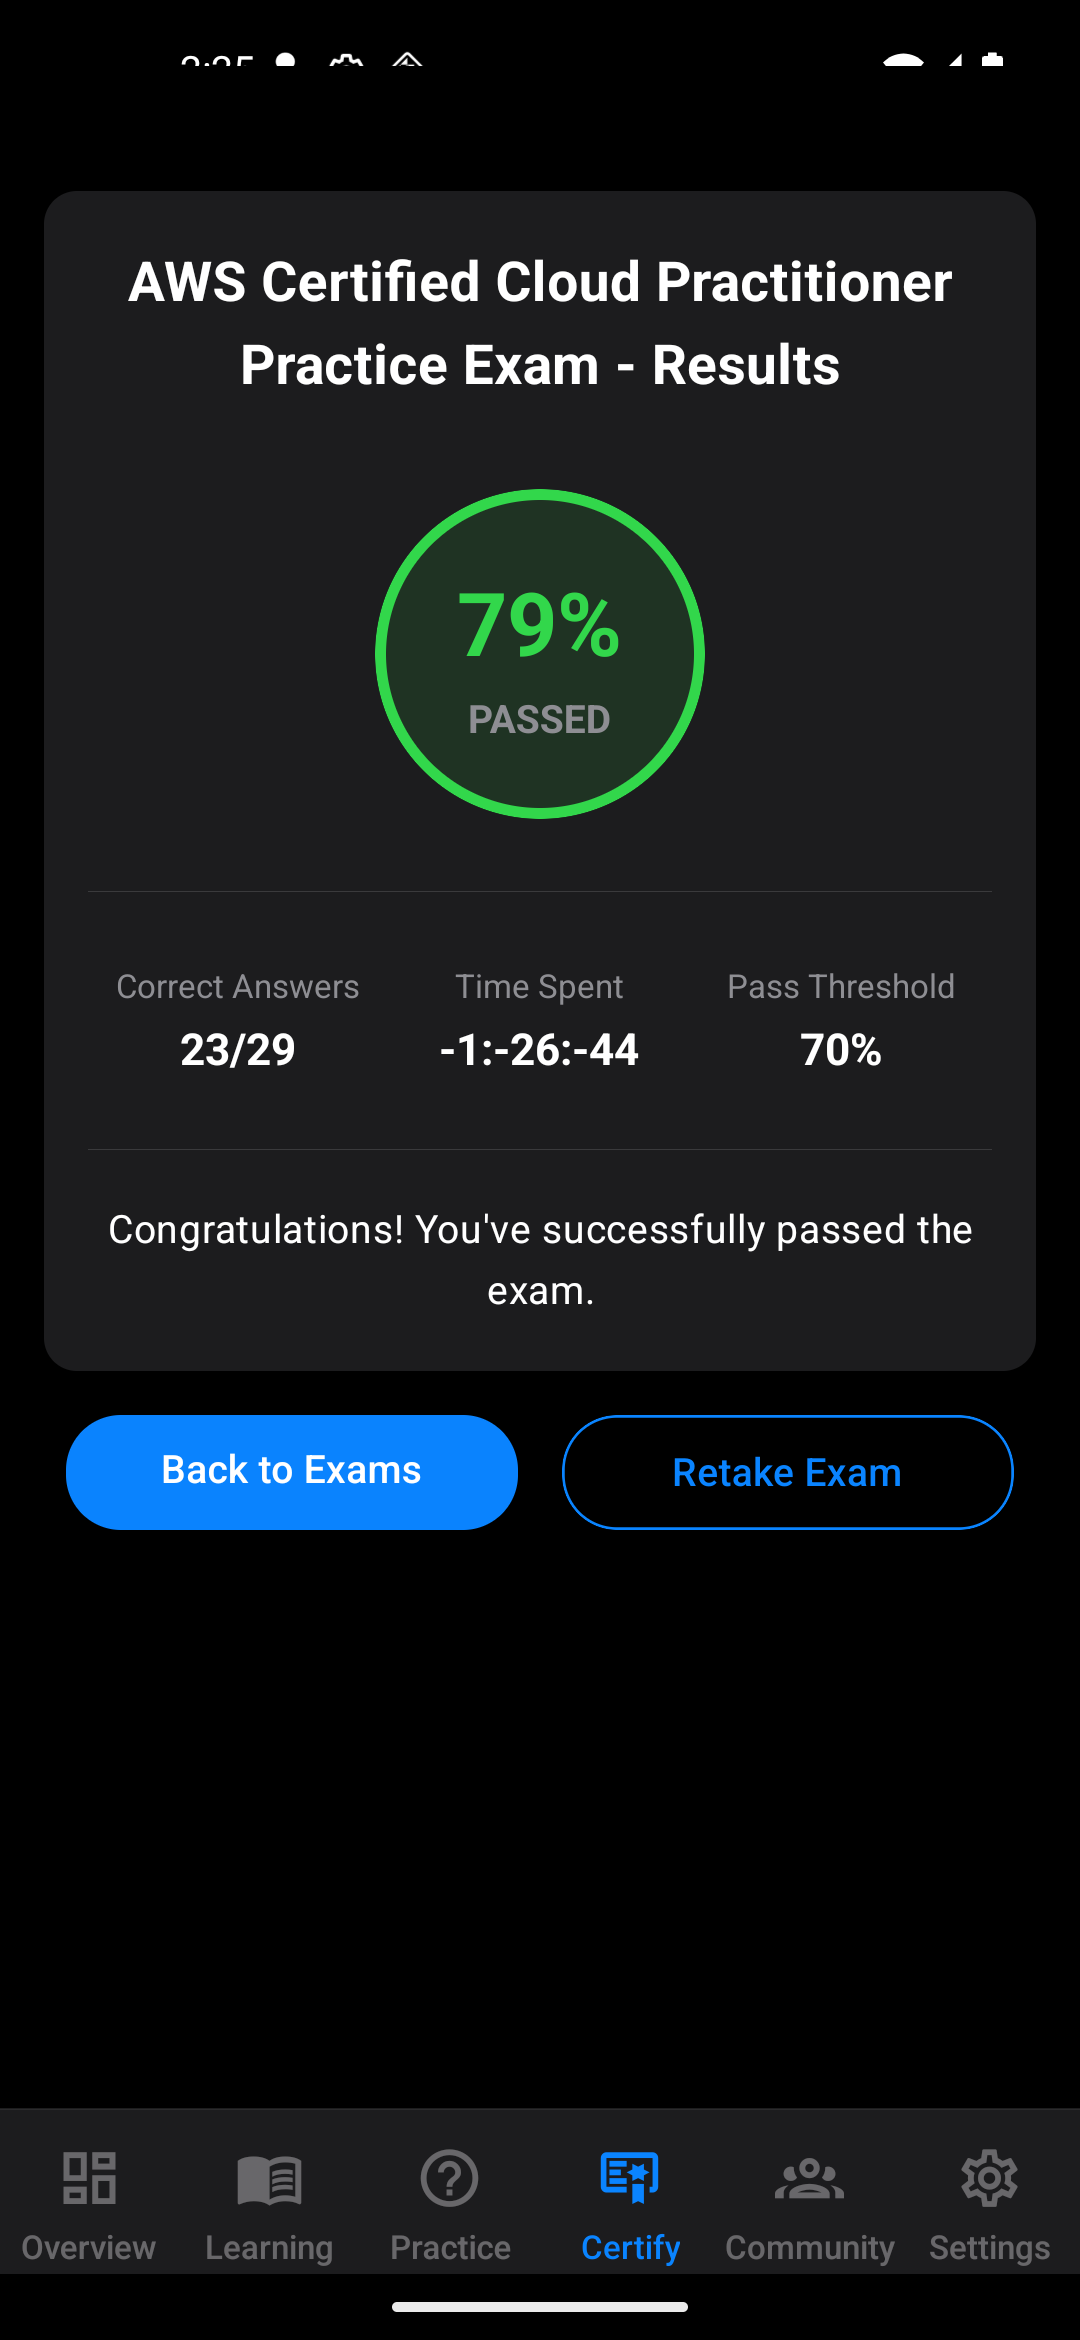 AWS Certified Cloud Practitioner
Practice Exam - Results
79%
PASSED
Correct Answers Time Spent Pass Threshold
23/29 -1:-26:-44 70%
Congratulations! You've successfully passed the
exam.
Back to Exams Retake Exam
Overview Learning Practice Certify Community Settings